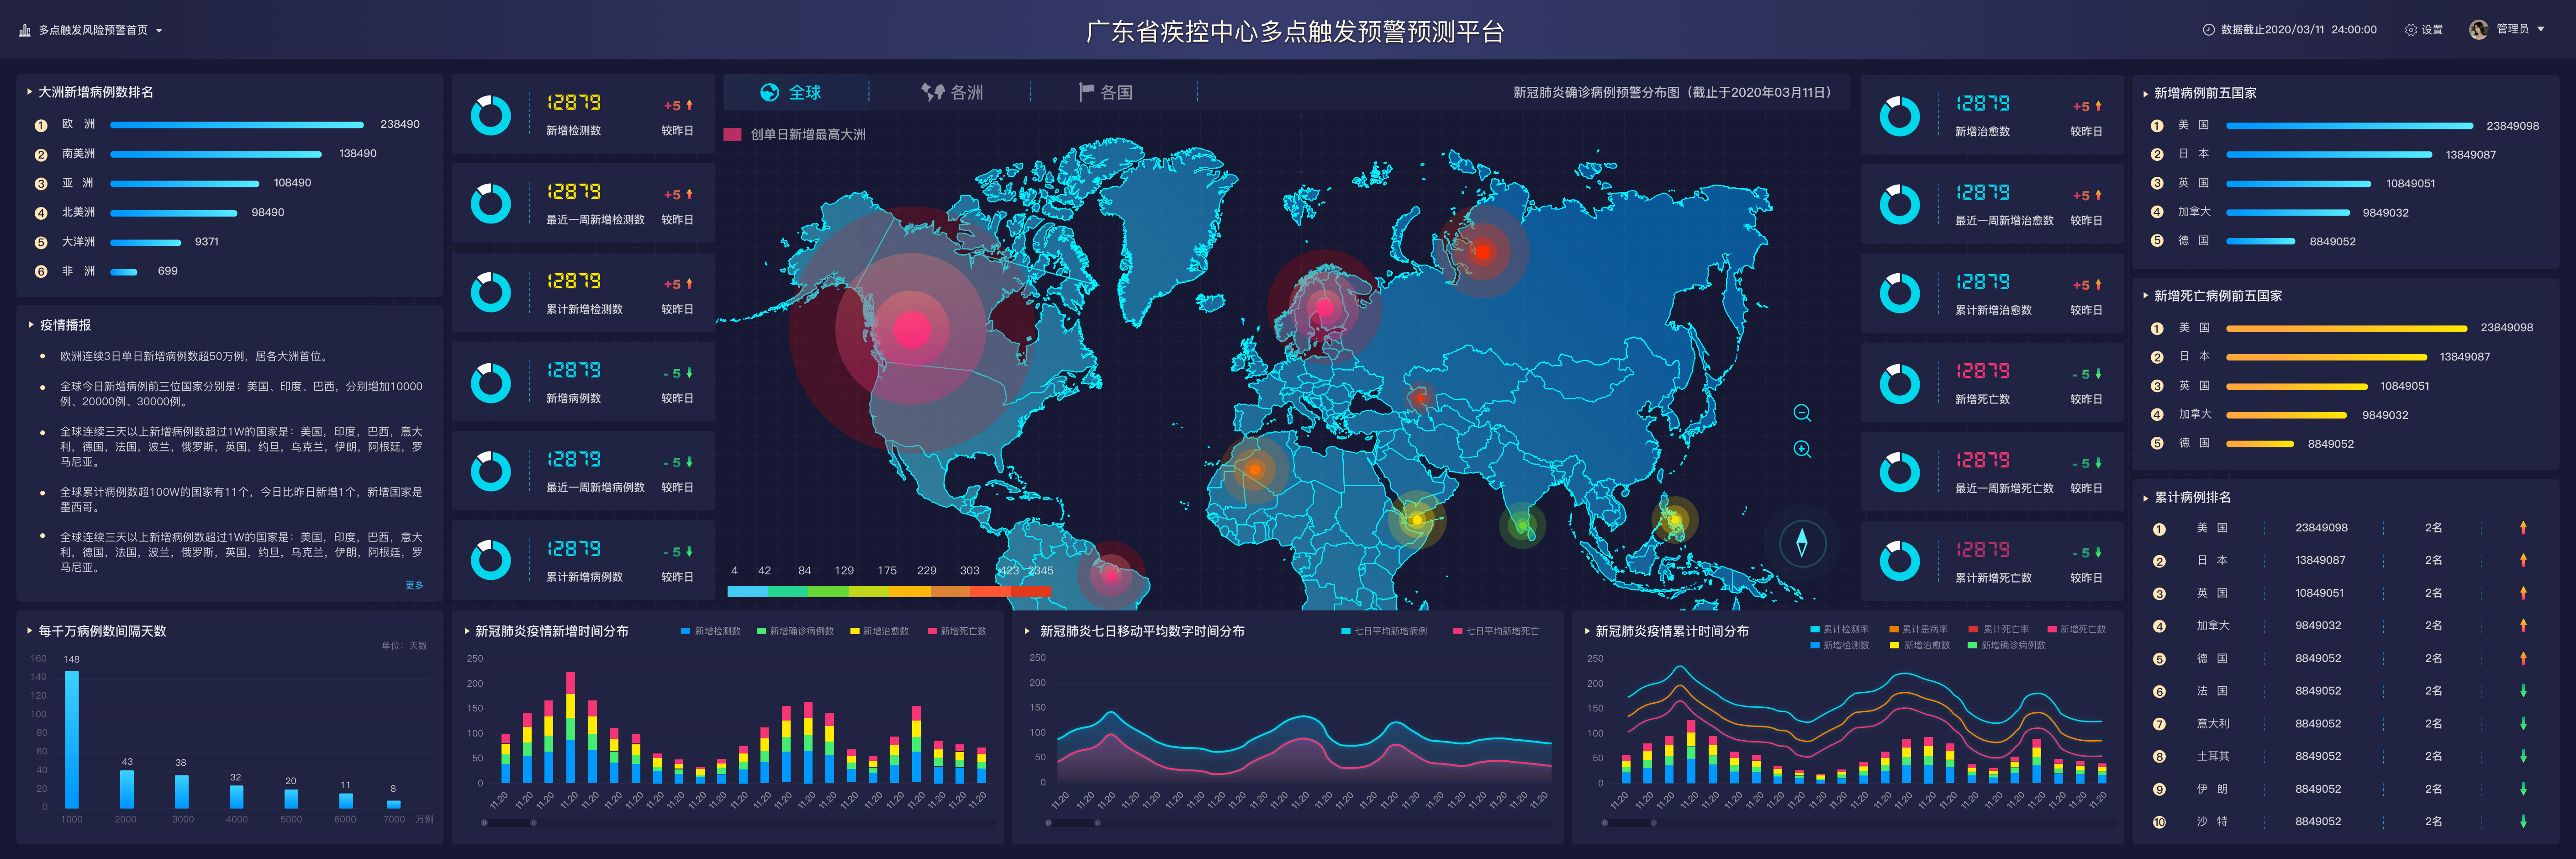 多点触发风险预警首页
广东省疾控中心多点触发预警预测平台
数据截止2020/03/11 24:00:00
设置
管理员
大洲新增病例数排名
1 欧 洲 238490
2 南美洲 138490
3 亚 洲 108490
4 北美洲 98490
5 大洋洲 9371
6 非 洲 699
疫情播报
欧洲连续3日单日新增病例数超50万例，居各大洲首位。
全球今日新增病例前三位国家分别是：美国、印度、巴西，分别增加10000
例、20000例、30000例。
全球连续三天以上新增病例数超过1W的国家是：美国，印度，巴西，意大
利，德国，法国，波兰，俄罗斯，英国，约旦，乌克兰，伊朗，阿根廷，罗
马尼亚。
全球累计病例数超100W的国家有11个，今日比昨日新增1个，新增国家是
墨西哥。
全球连续三天以上新增病例数超过1W的国家是：美国，印度，巴西，意大
利，德国，法国，波兰，俄罗斯，英国，约旦，乌克兰，伊朗，阿根廷，罗
马尼亚。
更多
12879 +5
新增检测数 较昨日
12879 +5
最近一周新增检测数 较昨日
12879 +5
累计新增检测数 较昨日
12879 - 5
新增病例数 较昨日
12879 - 5
最近一周新增病例数 较昨日
12879 - 5
累计新增病例数 较昨日
全球
各洲
各国
新冠肺炎确诊病例预警分布图（截止于2020年03月11日）
创单日新增最高大洲
4 42 84 129 175 229 303 423 2345
12879 +5
新增治愈数 较昨日
12879 +5
最近一周新增治愈数 较昨日
12879 +5
累计新增治愈数 较昨日
12879 - 5
新增死亡数 较昨日
12879 - 5
最近一周新增死亡数 较昨日
12879 - 5
累计新增死亡数 较昨日
新增病例前五国家
1 美 国 23849098
2 日 本 13849087
3 英 国 10849051
4 加拿大 9849032
5 德 国 8849052
新增死亡病例前五国家
1 美 国 23849098
2 日 本 13849087
3 英 国 10849051
4 加拿大 9849032
5 德 国 8849052
累计病例排名
1 美 国 23849098 2名
2 日 本 13849087 2名
3 英 国 10849051 2名
4 加拿大 9849032 2名
5 德 国 8849052 2名
6 法 国 8849052 2名
7 意大利 8849052 2名
8 土耳其 8849052 2名
9 伊 朗 8849052 2名
10 沙 特 8849052 2名
每千万病例数间隔天数
单位：天数
160
140
120
100
80
60
40
20
0
148 43 38 32 20 11 8
1000 2000 3000 4000 5000 6000 7000 万例
新冠肺炎疫情新增时间分布
新增检测数 新增确诊病例数 新增治愈数 新增死亡数
250
200
150
100
50
0
11.20 11.20 11.20 11.20 11.20 11.20 11.20 11.20 11.20 11.20 11.20 11.20 11.20 11.20 11.20 11.20 11.20 11.20 11.20 11.20 11.20 11.20 11.20
新冠肺炎七日移动平均数字时间分布
七日平均新增病例 七日平均新增死亡
250
200
150
100
50
0
11.20 11.20 11.20 11.20 11.20 11.20 11.20 11.20 11.20 11.20 11.20 11.20 11.20 11.20 11.20 11.20 11.20 11.20 11.20 11.20 11.20 11.20 11.20
新冠肺炎疫情累计时间分布
累计检测率 累计患病率 累计死亡率 新增死亡数
新增检测数 新增治愈数 新增确诊病例数
250
200
150
100
50
0
11.20 11.20 11.20 11.20 11.20 11.20 11.20 11.20 11.20 11.20 11.20 11.20 11.20 11.20 11.20 11.20 11.20 11.20 11.20 11.20 11.20 11.20 11.20